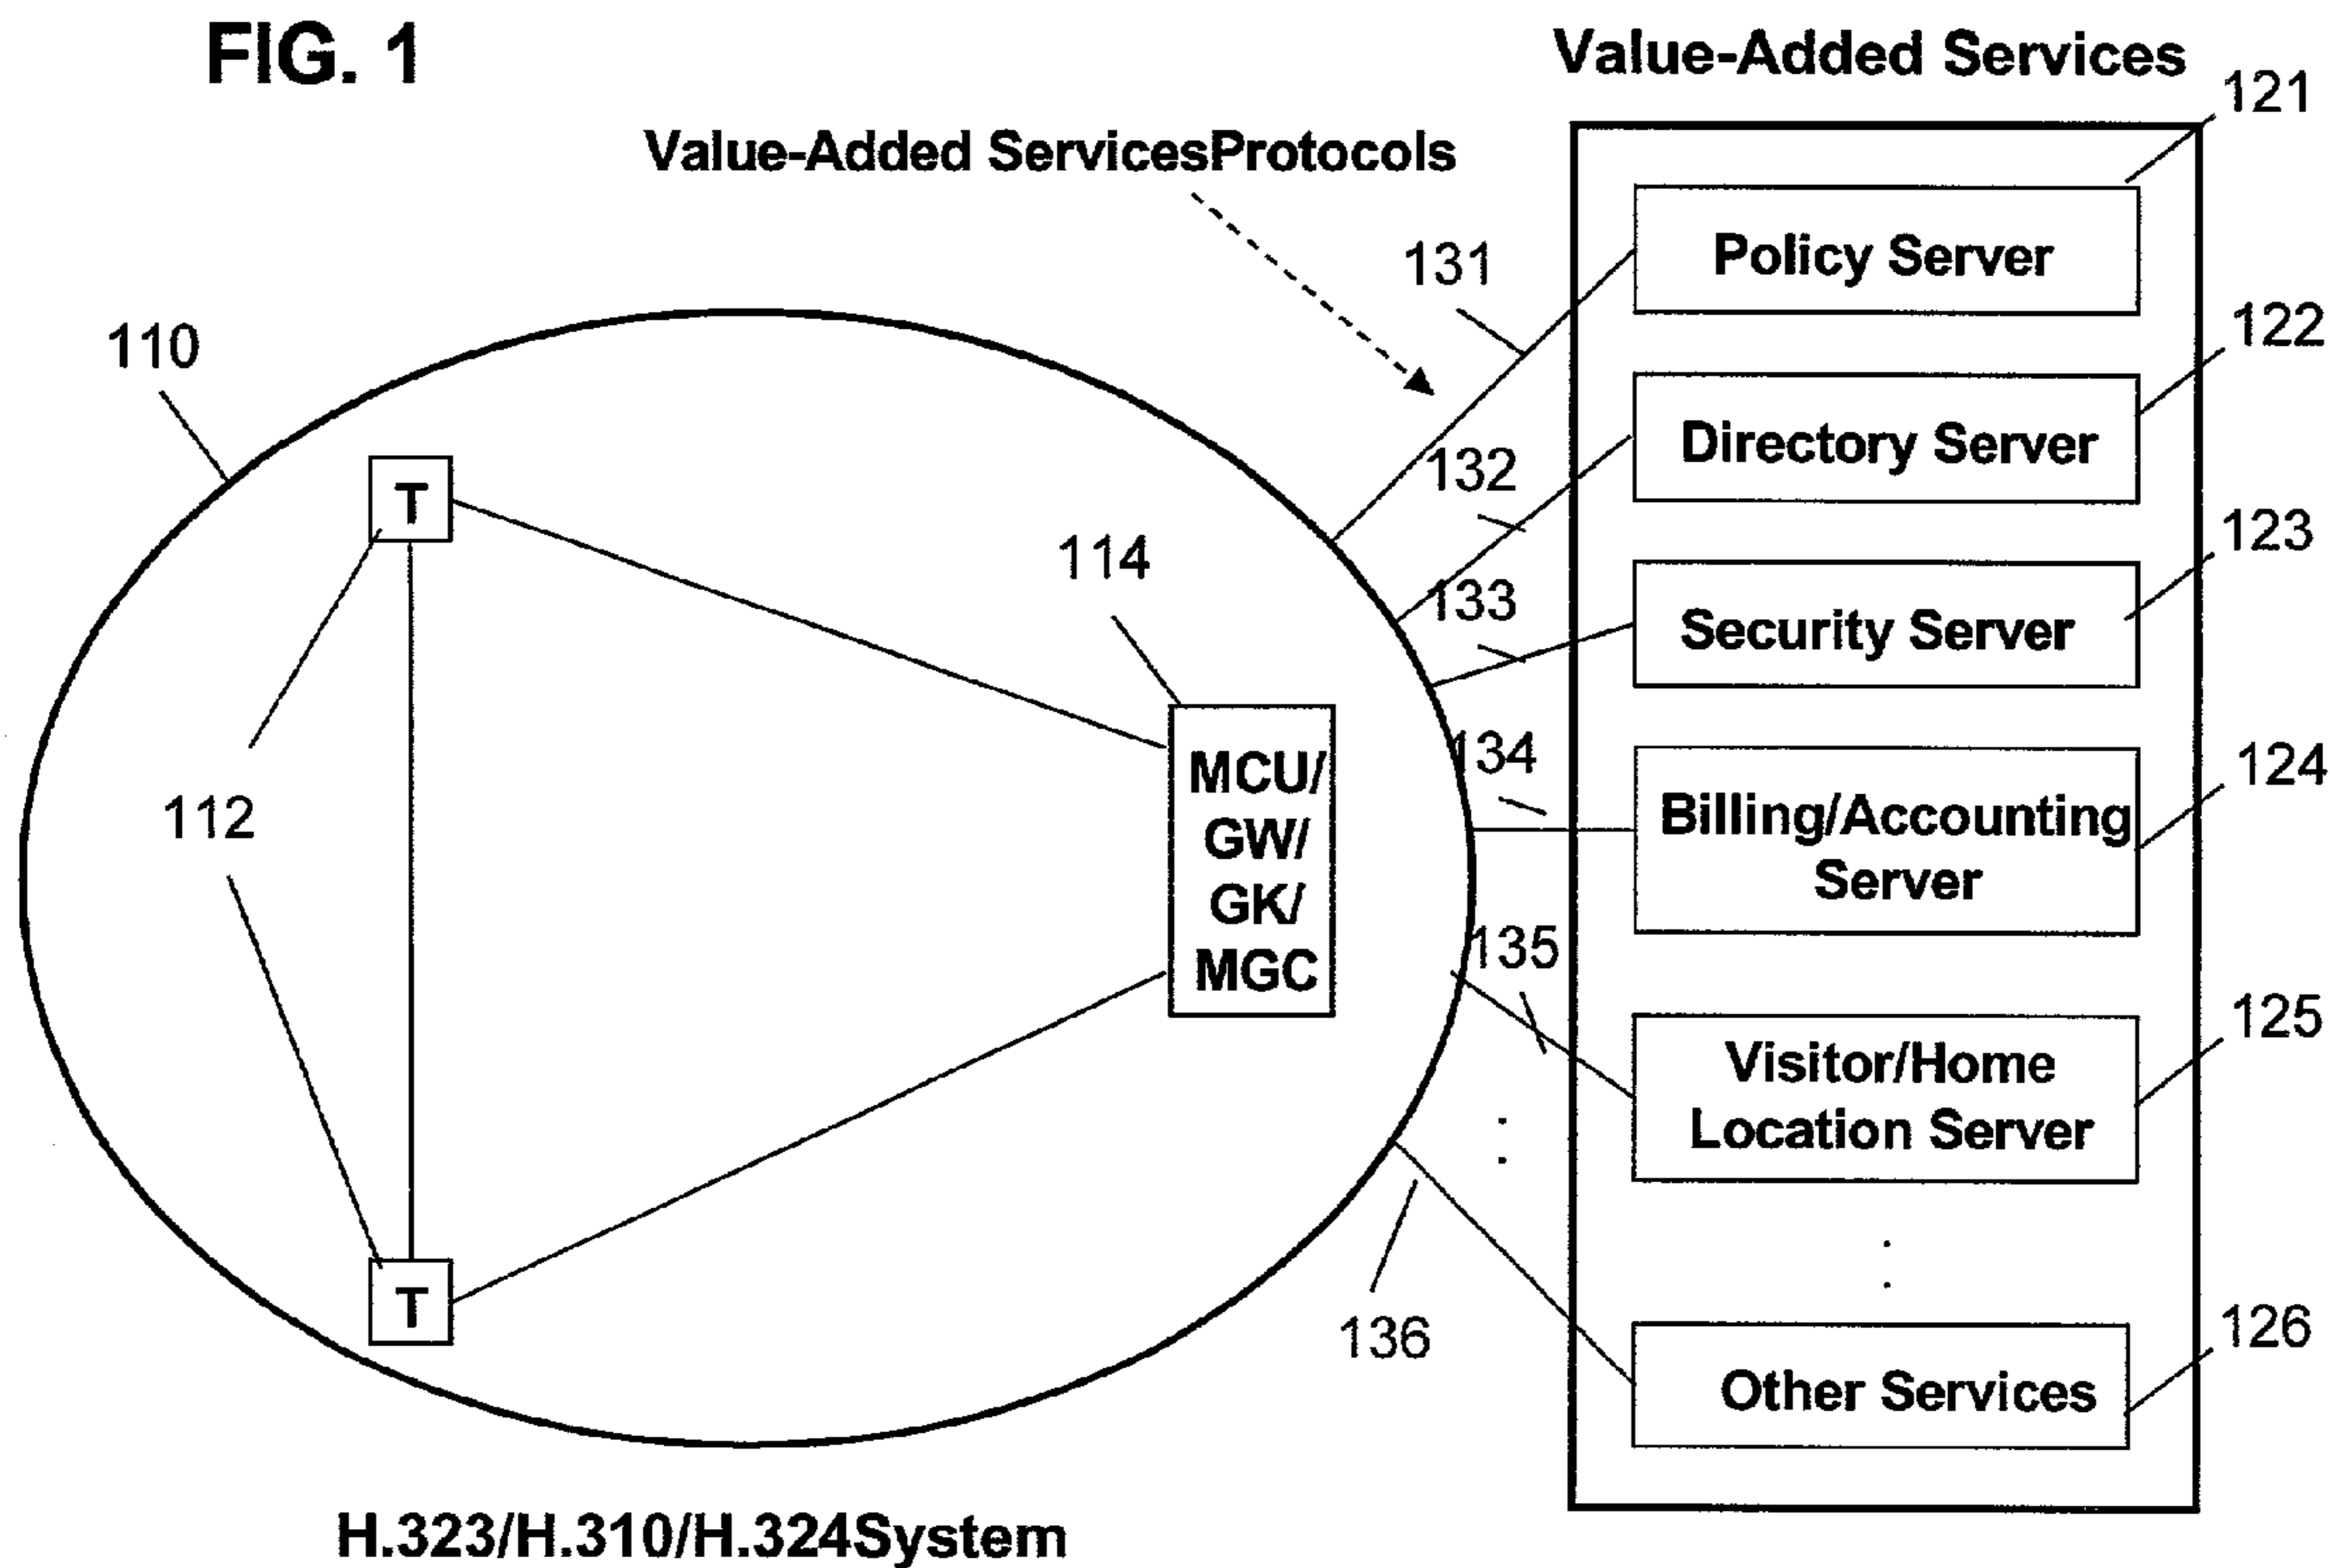 FIG. 1
Value-Added Services
121
Value-Added ServicesProtocols
131
Policy Server
122
110
132
Directory Server
T
123
114
133
Security Server
134
124
MCU/
GW/
GK/
MGC
112
Billing/Accounting
Server
135
125
Visitor/Home
Location Server
T
136
126
Other Services
H.323/H.310/H.324System